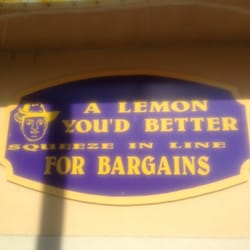 A LEMON
YOU'D BETTER
SQUEEZE IN LINE
FOR BARGAINS